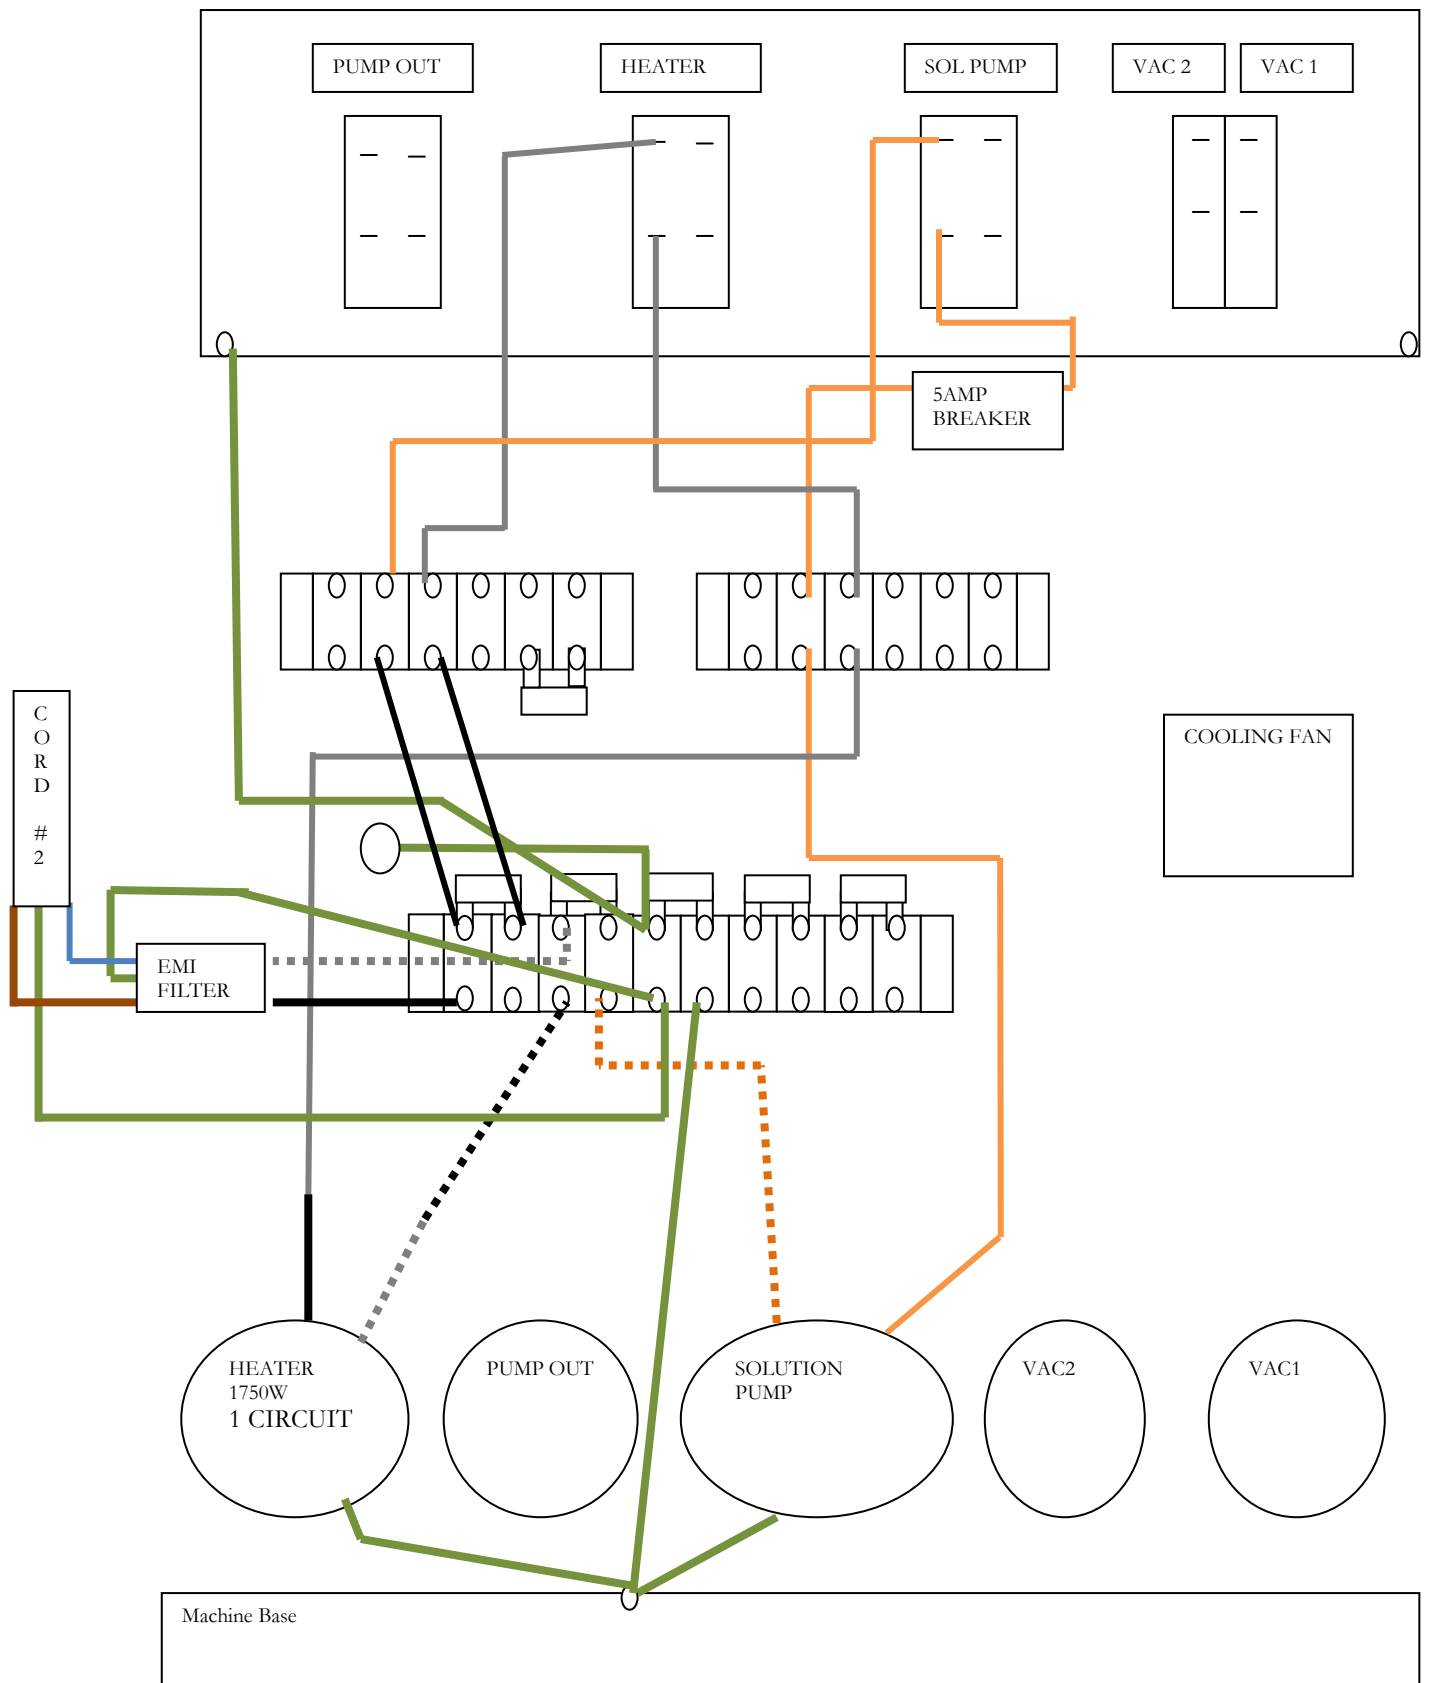 PUMP OUT
HEATER
SOL PUMP
VAC 2
VAC 1
5AMP
BREAKER
C
O
R
D
#
2
COOLING FAN
EMI
FILTER
HEATER
1750W
1 CIRCUIT
PUMP OUT
SOLUTION
PUMP
VAC2
VAC1
Machine Base